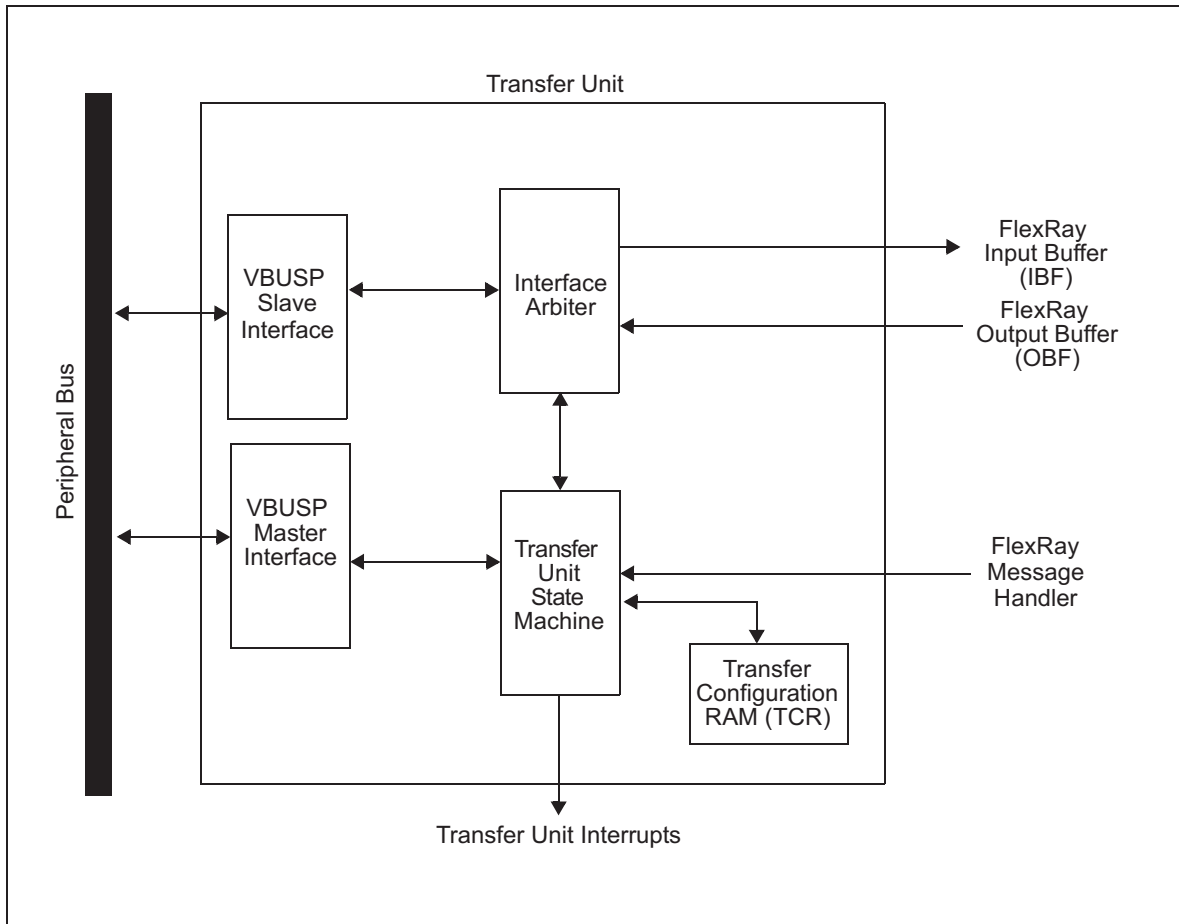 Transfer Unit
Peripheral Bus
VBUSP
Slave
Interface
Interface
Arbiter
FlexRay
Input Buffer
(IBF)
FlexRay
Output Buffer
(OBF)
VBUSP
Master
Interface
Transfer
Unit
State
Machine
FlexRay
Message
Handler
Transfer
Configuration
RAM (TCR)
Transfer Unit Interrupts